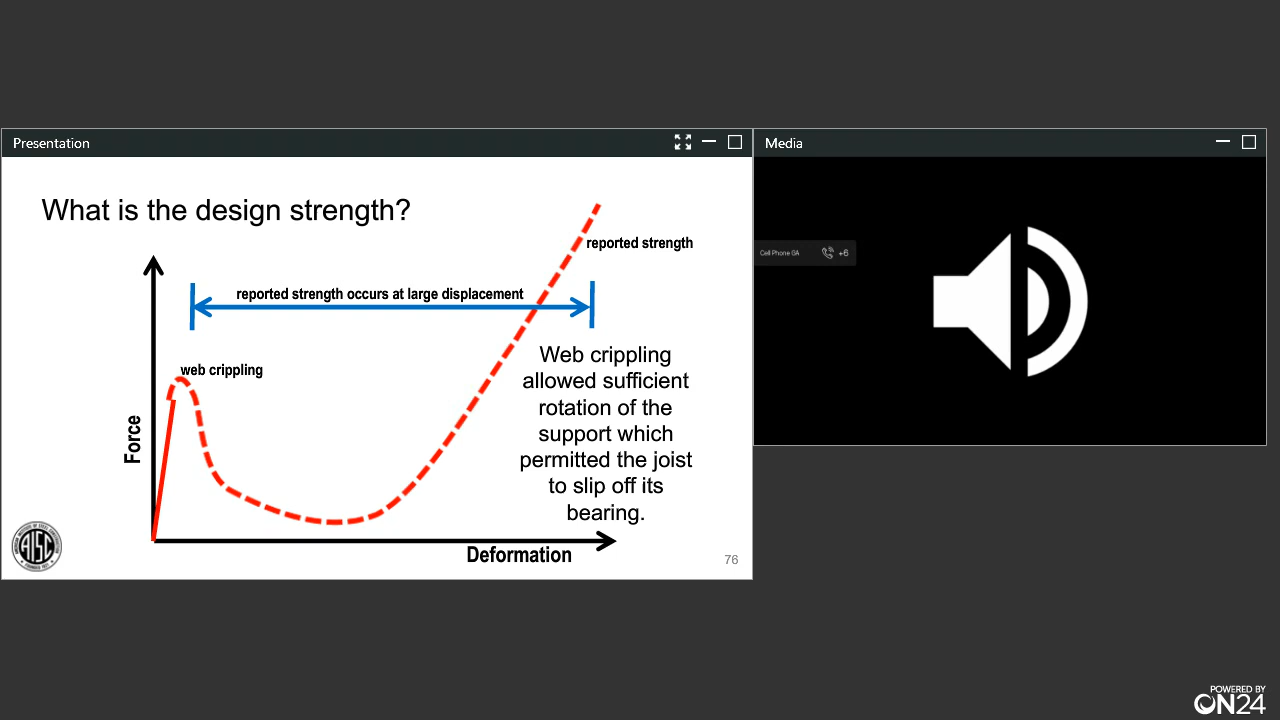 Presentation
Media
What is the design strength?
reported strength
reported strength occurs at large displacement
Cell Phone GA
+6
web crippling
Web crippling
allowed sufficient
rotation of the
support which
permitted the joist
to slip off its
bearing.
Force
Deformation
AISC
76
POWERED BY
ON24